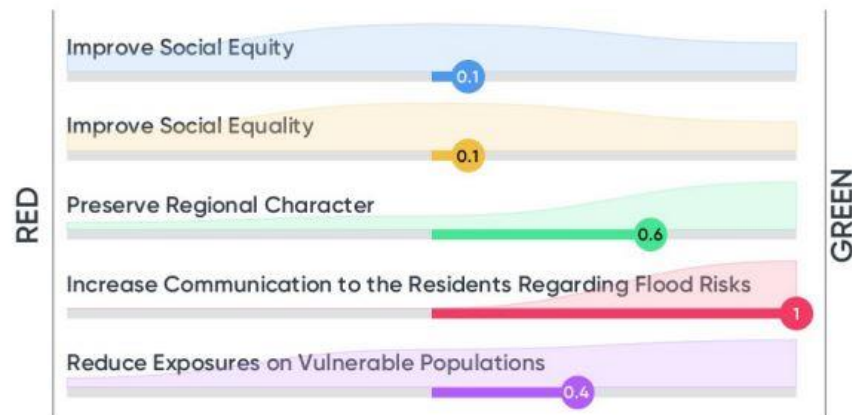 Improve Social Equity
0.1
Improve Social Equality
0.1
RED
Preserve Regional Character
0.6
GREEN
Increase Communication to the Residents Regarding Flood Risks
1
Reduce Exposures on Vulnerable Populations
0.4